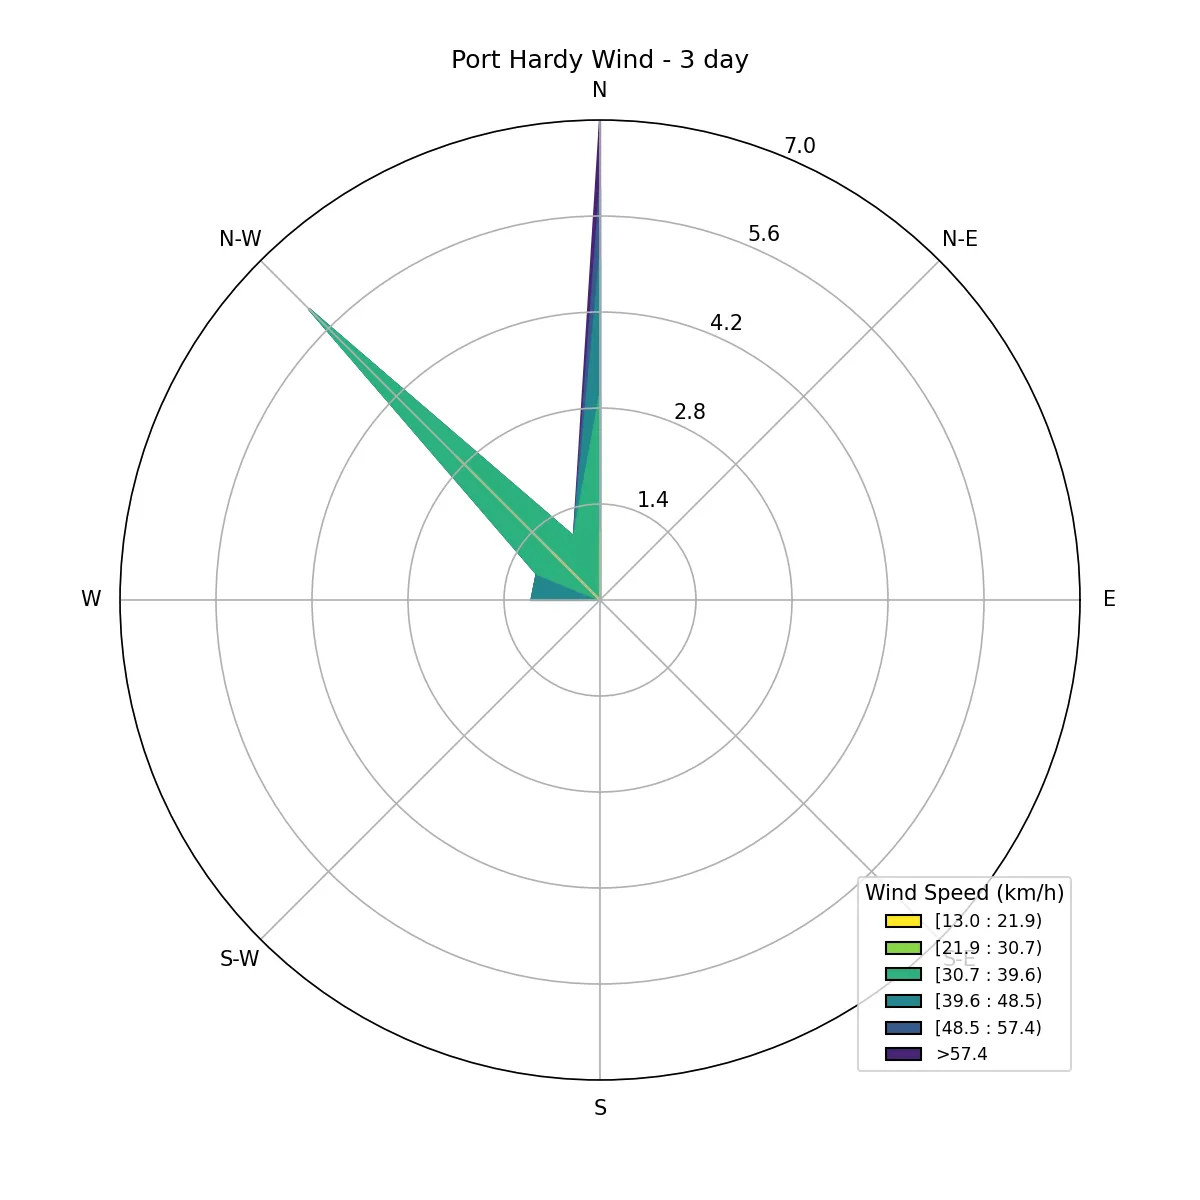 Port Hardy Wind - 3 day
N
7.0
N-W
5.6
N-E
4.2
2.8
1.4
W
E
Wind Speed (km/h)
[13.0 : 21.9)
[21.9 : 30.7)
S-W
S-E
[30.7 : 39.6)
[39.6 : 48.5)
[48.5 : 57.4)
>57.4
S